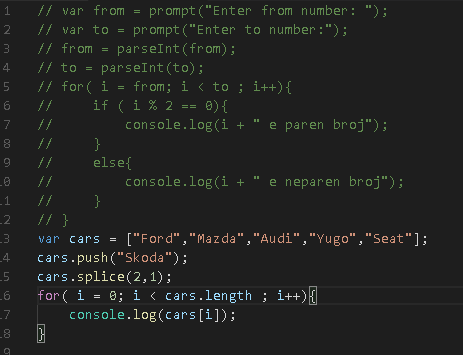 1 // var from = prompt("Enter from number: ");
2 // var to = prompt("Enter to number:");
3 // from = parseInt(from);
4 // to = parseInt(to);
5 // for( i = from; i < to ; i++){
6 //     if ( i % 2 == 0){
7 //         console.log(i + " e paren broj");
8 //     }
9 //     else{
10 //         console.log(i + " e neparen broj");
11 //     }
12 // }
13 var cars = ["Ford","Mazda","Audi","Yugo","Seat"];
14 cars.push("Skoda");
15 cars.splice(2,1);
16 for( i = 0; i < cars.length ; i++){
17     console.log(cars[i]);
18 }
19